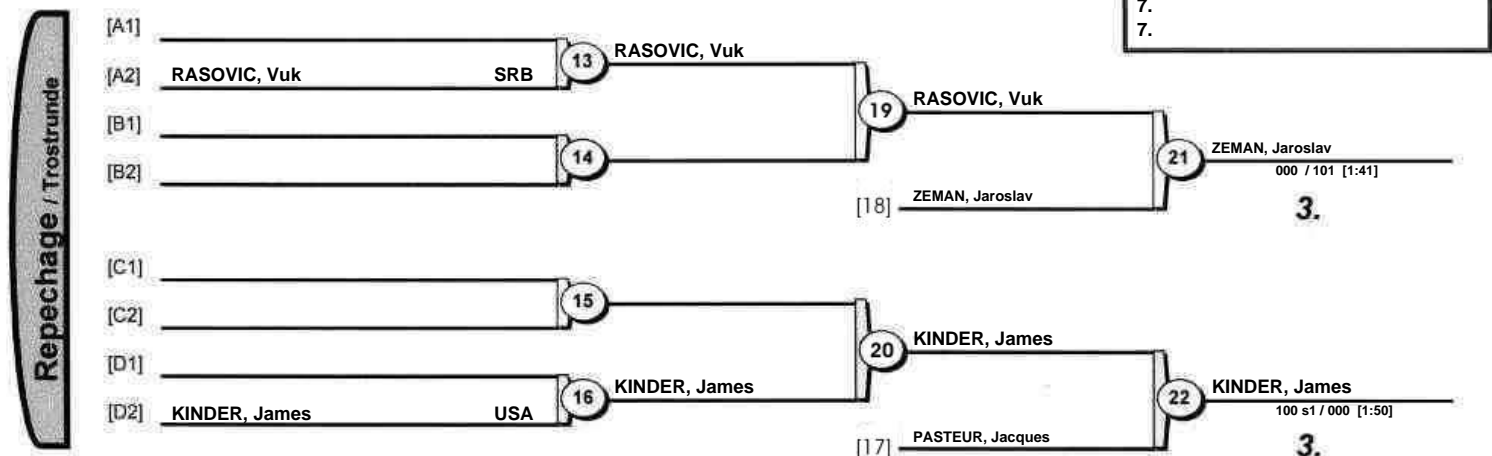 7.
7.
Repechage / Trostrunde
[A1]
[A2] RASOVIC, Vuk SRB
13 RASOVIC, Vuk
[B1]
[B2]
14
19 RASOVIC, Vuk
[18] ZEMAN, Jaroslav
21 ZEMAN, Jaroslav
000 / 101 [1:41]
3.
[C1]
[C2]
15
[D1]
[D2] KINDER, James USA
16 KINDER, James
20 KINDER, James
[17] PASTEUR, Jacques
22 KINDER, James
100 s1 / 000 [1:50]
3.